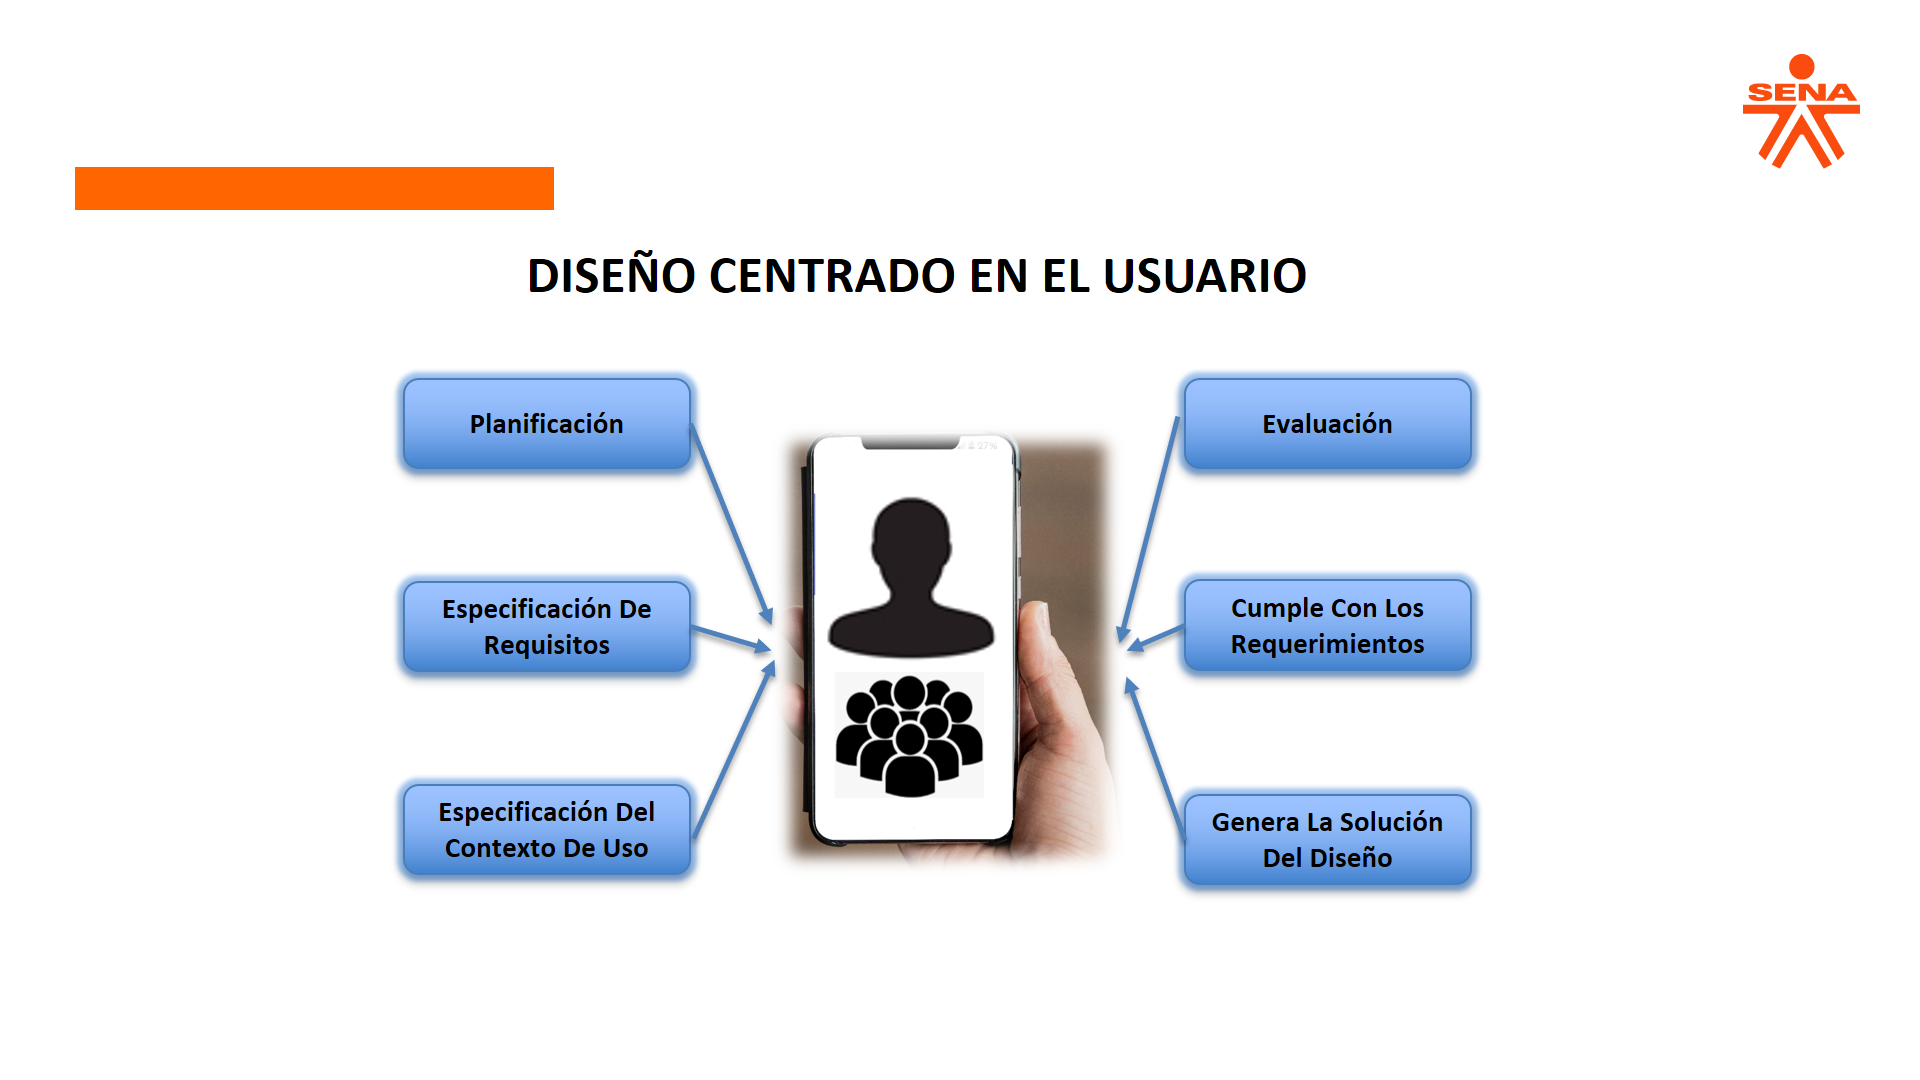 SENA
DISEÑO CENTRADO EN EL USUARIO
Planificación
Especificación De
Requisitos
Especificación Del
Contexto De Uso
27%
Evaluación
Cumple Con Los
Requerimientos
Genera La Solución
Del Diseño